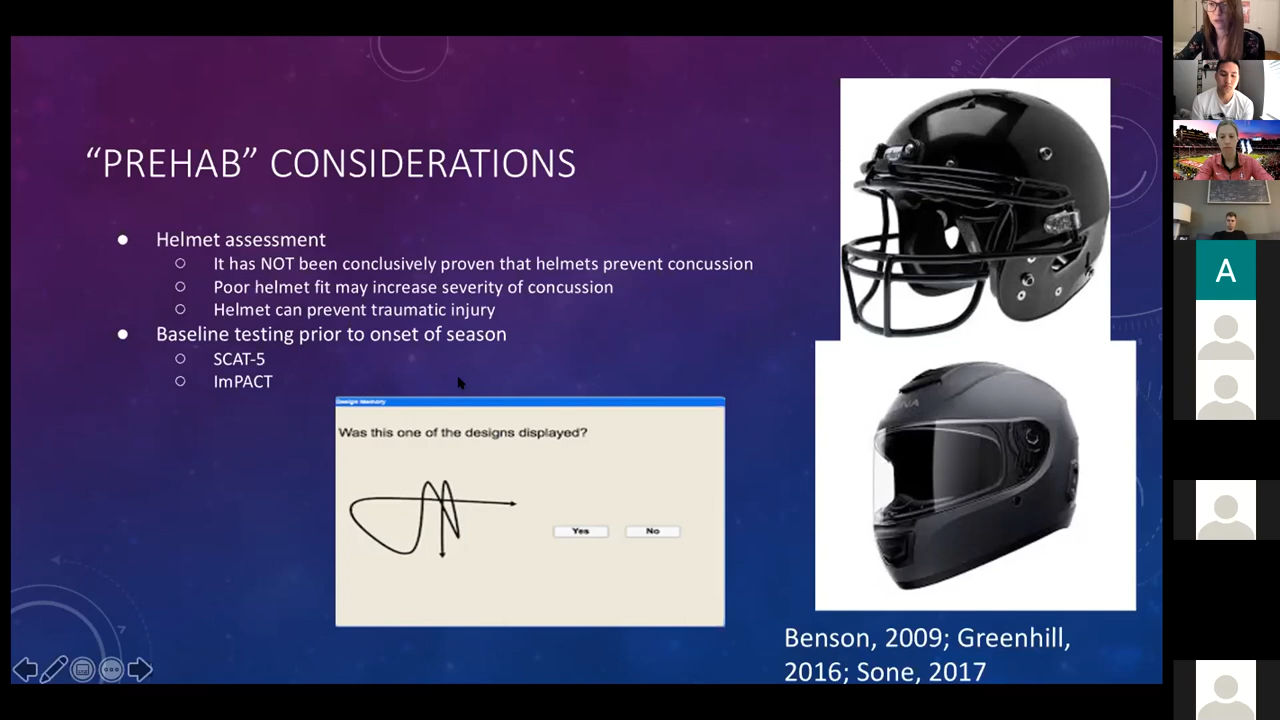 “PREHAB” CONSIDERATIONS
Helmet assessment
It has NOT been conclusively proven that helmets prevent concussion
Poor helmet fit may increase severity of concussion
Helmet can prevent traumatic injury
Baseline testing prior to onset of season
SCAT-5
ImPACT
Design Memory
Was this one of the designs displayed?
Yes No
Benson, 2009; Greenhill,
2016; Sone, 2017
A